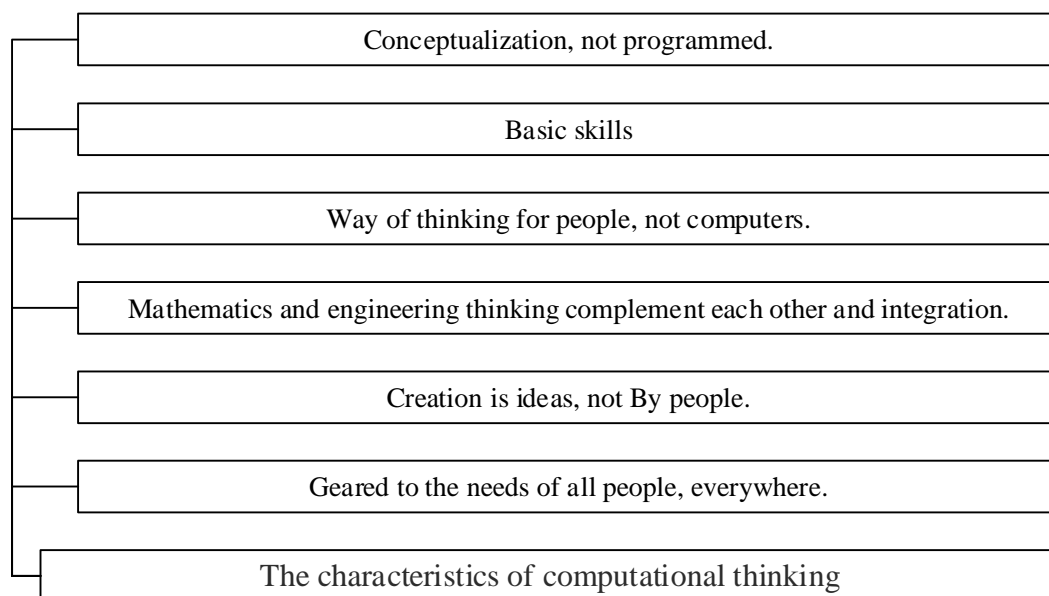 Conceptualization, not programmed.
Basic skills
Way of thinking for people, not computers.
Mathematics and engineering thinking complement each other and integration.
Creation is ideas, not By people.
Geared to the needs of all people, everywhere.
The characteristics of computational thinking